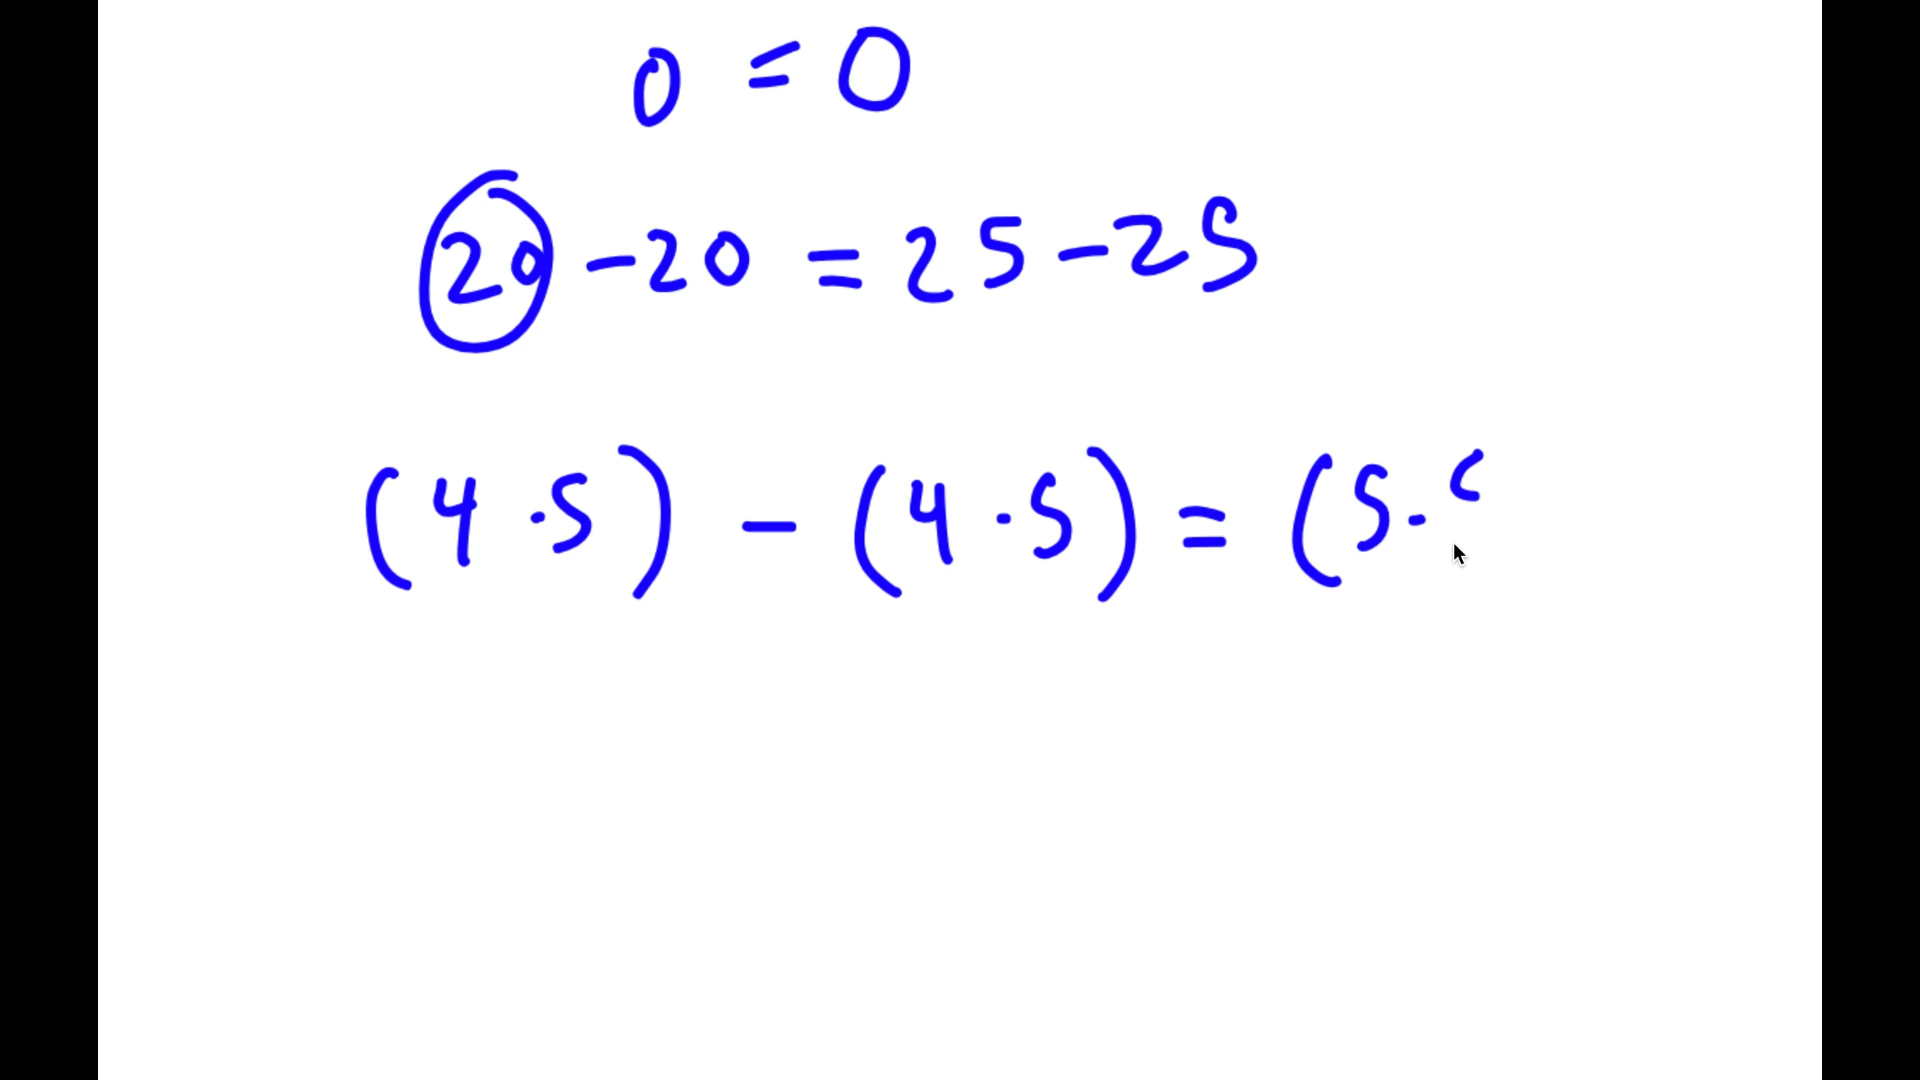 0 = 0
20 - 20 = 25 - 25
(4 · 5) - (4 · 5) = (5 ·